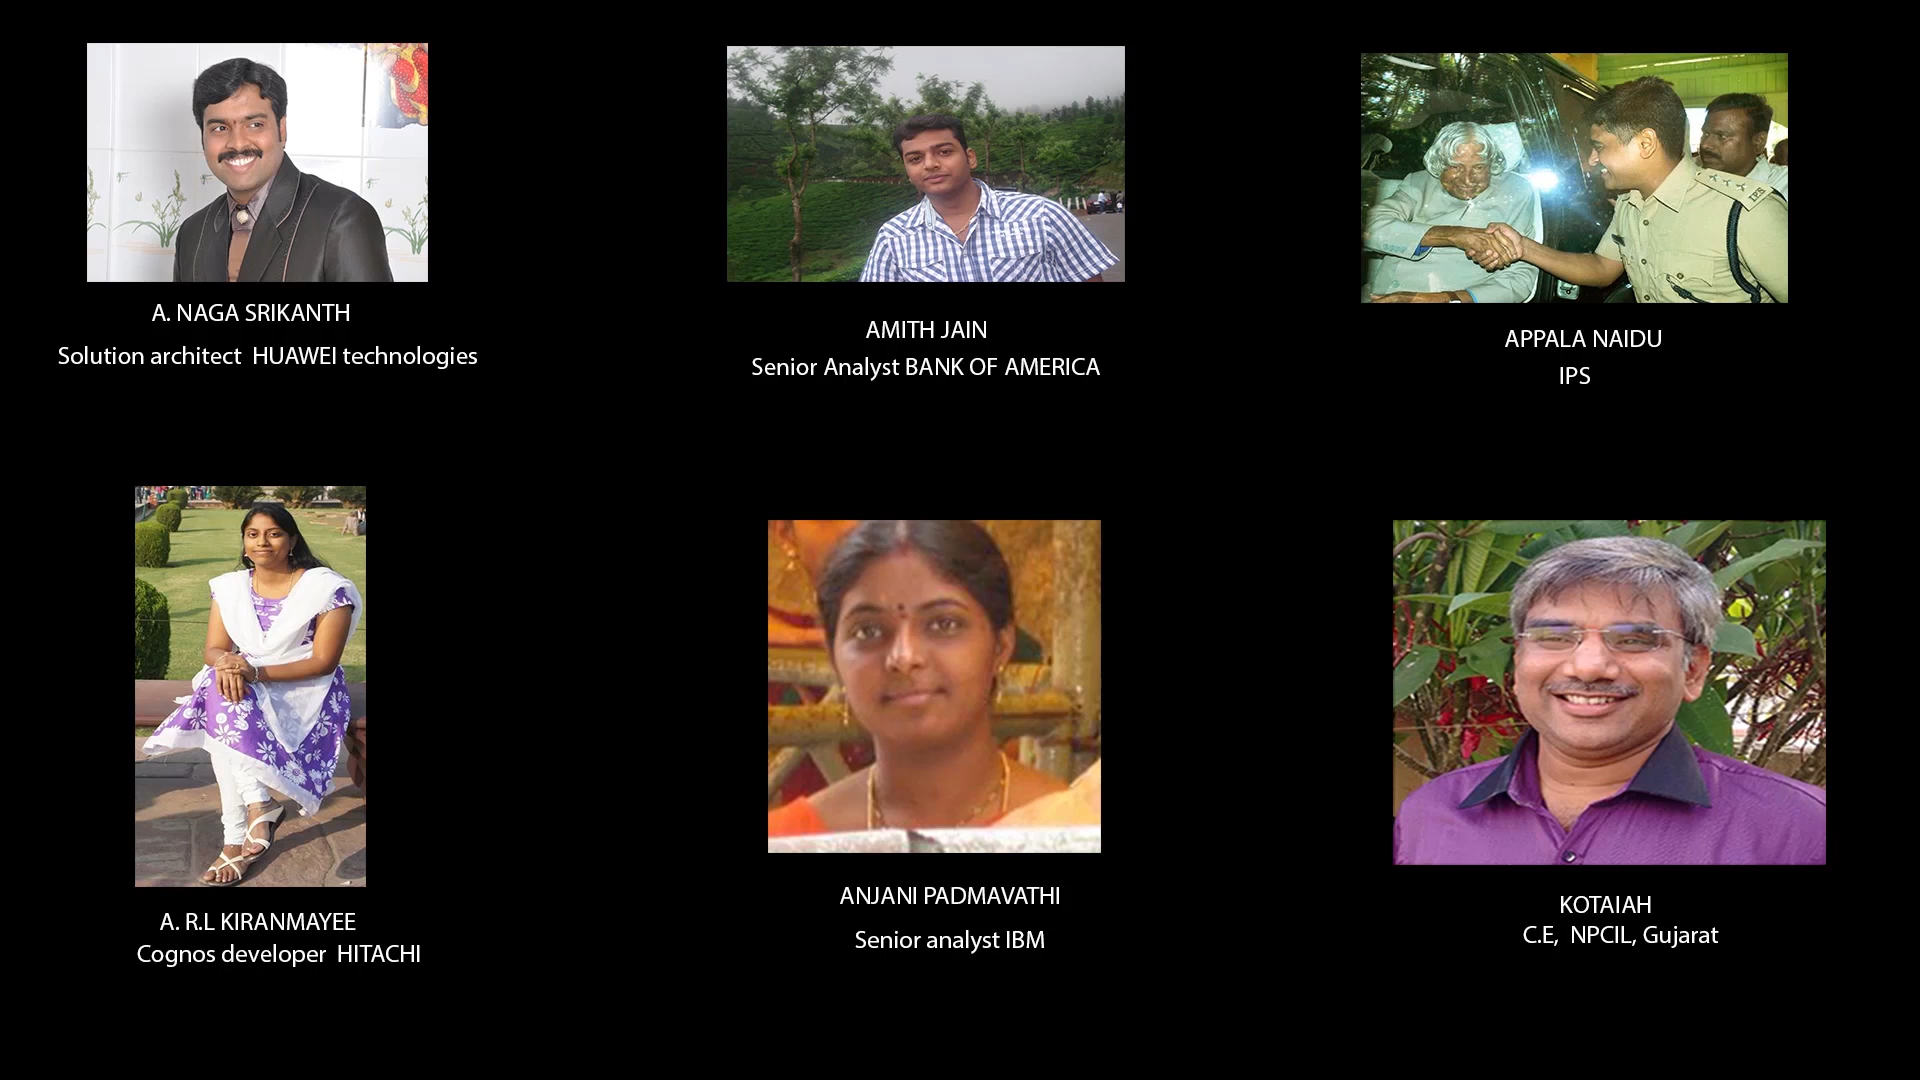 A. NAGA SRIKANTH
Solution architect HUAWEI technologies
AMITH JAIN
Senior Analyst BANK OF AMERICA
IPS
APPALA NAIDU
IPS
A. R.L KIRANMAYEE
Cognos developer HITACHI
ANJANI PADMAVATHI
Senior analyst IBM
KOTAIAH
C.E, NPCIL, Gujarat